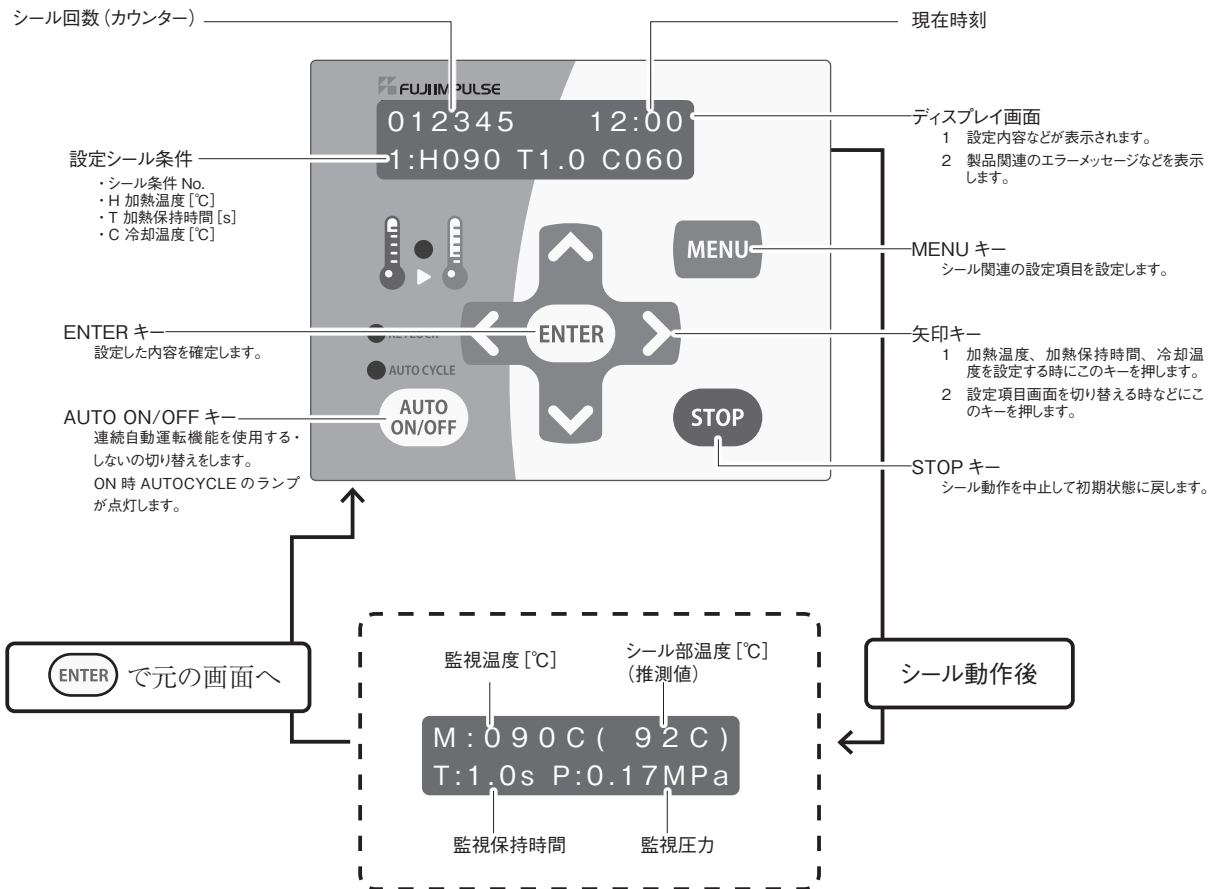 シール回数（カウンター）
現在時刻
FUJI IMPULSE
012345 12:00
1:H090 T1.0 C060
ディスプレイ画面
1 設定内容などが表示されます。
2 製品関連のエラーメッセージなどを表示
します。
設定シール条件
・シール条件 No.
・H 加熱温度［℃］
・T 加熱保持時間［s］
・C 冷却温度［℃］
MENU
MENU キー
シール関連の設定項目を設定します。
ENTER キー
設定した内容を確定します。
KEYLOCK
ENTER
矢印キー
1 加熱温度、加熱保持時間、冷却温
度を設定する時にこのキーを押します。
2 設定項目画面を切り替える時などにこ
のキーを押します。
AUTO CYCLE
AUTO ON/OFF キー
連続自動運転機能を使用する・
しないの切り替えをします。
ON 時 AUTOCYCLE のランプ
が点灯します。
AUTO
ON/OFF
STOP
STOP キー
シール動作を中止して初期状態に戻します。
ENTER で元の画面へ
シール動作後
監視温度［℃］
シール部温度［℃］
（推測値）
M:090C( 92C)
T:1.0s P:0.17MPa
監視保持時間
監視圧力